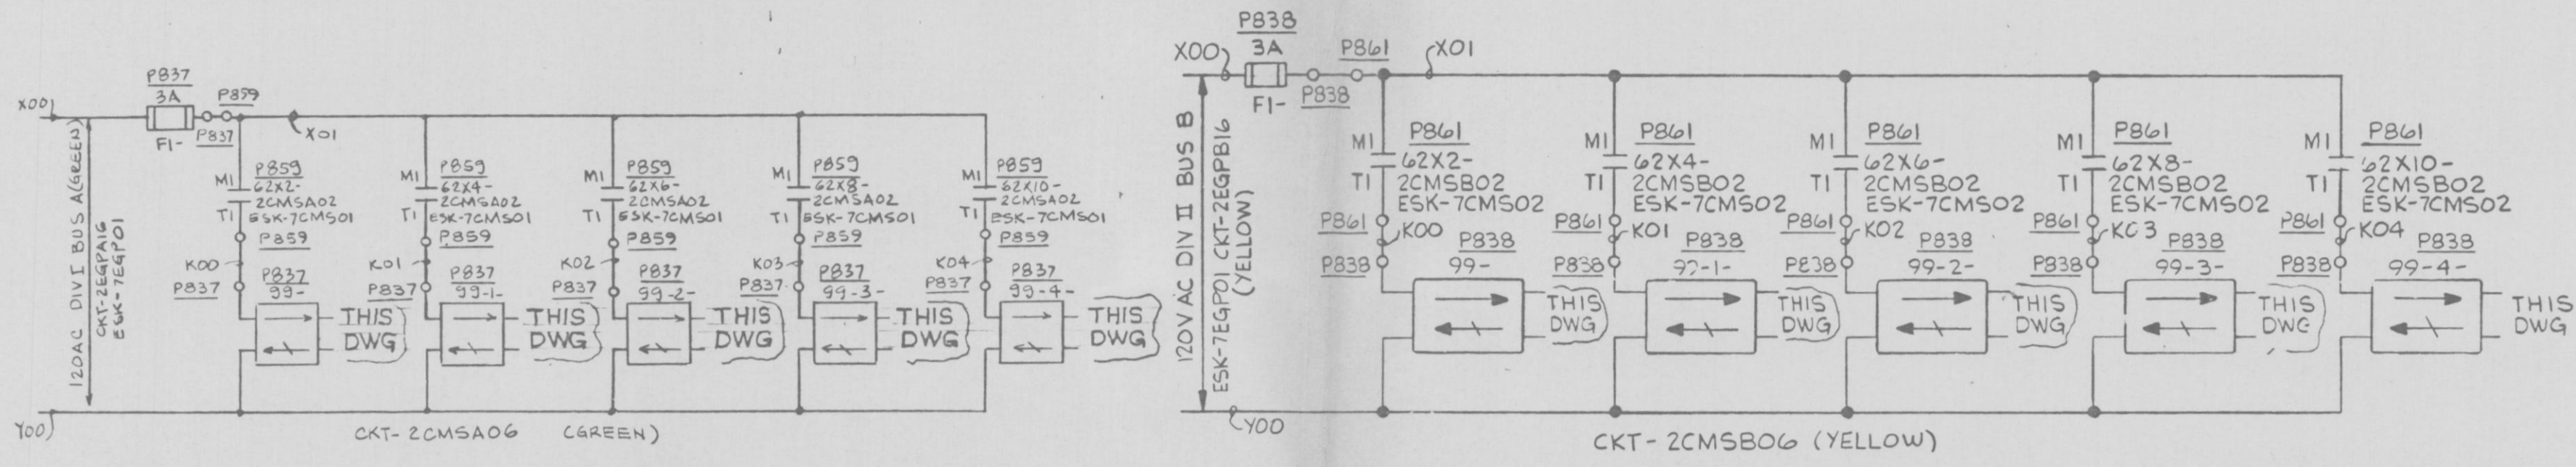 P837
3A
P859
X00
F1-
P837
X01
120AC DIV I BUS A (GREEN)
CKT-2EGPA16
ESK-7EGP01
M1
P859
62X2-
2CMSA02
T1
ESK-7CMS01
P859
K00
P837
P837
99-
THIS
DWG
M1
P859
62X4-
2CMSA02
T1
ESK-7CMS01
P859
K01
P837
P837
99-1-
THIS
DWG
M1
P859
62X6-
2CMSA02
T1
ESK-7CMS01
P859
K02
P837
P837
99-2-
THIS
DWG
M1
P859
62X8-
2CMSA02
T1
ESK-7CMS01
P859
K03
P837
P837
99-3-
THIS
DWG
M1
P859
62X10-
2CMSA02
T1
ESK-7CMS01
P859
K04
P837
P837
99-4-
THIS
DWG
Y00
CKT-2CMSA06 (GREEN)
P838
3A
P861
X00
X01
F1-
P838
120V AC DIV II BUS B
ESK-7EGP01 CKT-2EGPB16
(YELLOW)
M1
P861
62X2-
2CMSB02
T1
ESK-7CMS02
P861
K00
P838
P838
99-
THIS
DWG
M1
P861
62X4-
2CMSB02
T1
ESK-7CMS02
P861
K01
P838
P838
99-1-
THIS
DWG
M1
P861
62X6-
2CMSB02
T1
ESK-7CMS02
P861
K02
P838
P838
99-2-
THIS
DWG
M1
P861
62X8-
2CMSB02
T1
ESK-7CMS02
P861
K03
P838
P838
99-3-
THIS
DWG
M1
P861
62X10-
2CMSB02
T1
ESK-7CMS02
P861
K04
P838
P838
99-4-
THIS
DWG
Y00
CKT-2CMSB06 (YELLOW)